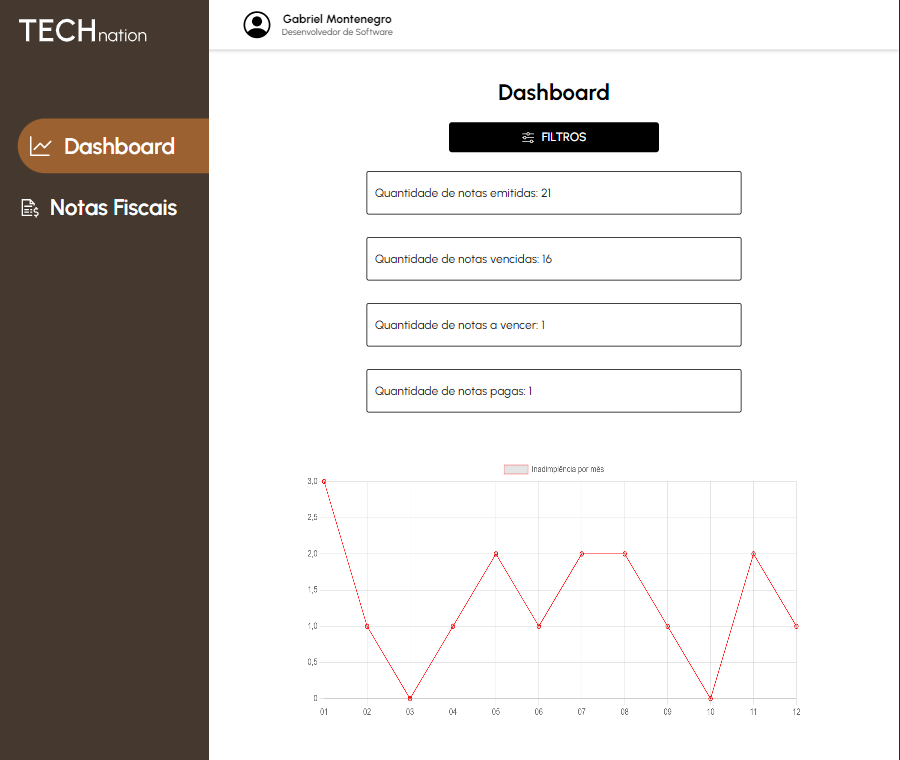 TECHnation
Gabriel Montenegro
Desenvolvedor de Software
Dashboard
Notas Fiscais
Dashboard
FILTROS
Quantidade de notas emitidas: 21
Quantidade de notas vencidas: 16
Quantidade de notas a vencer: 1
Quantidade de notas pagas: 1
Inadimplência por mês
3,0
2,5
2,0
1,5
1,0
0,5
0
01 02 03 04 05 06 07 08 09 10 11 12